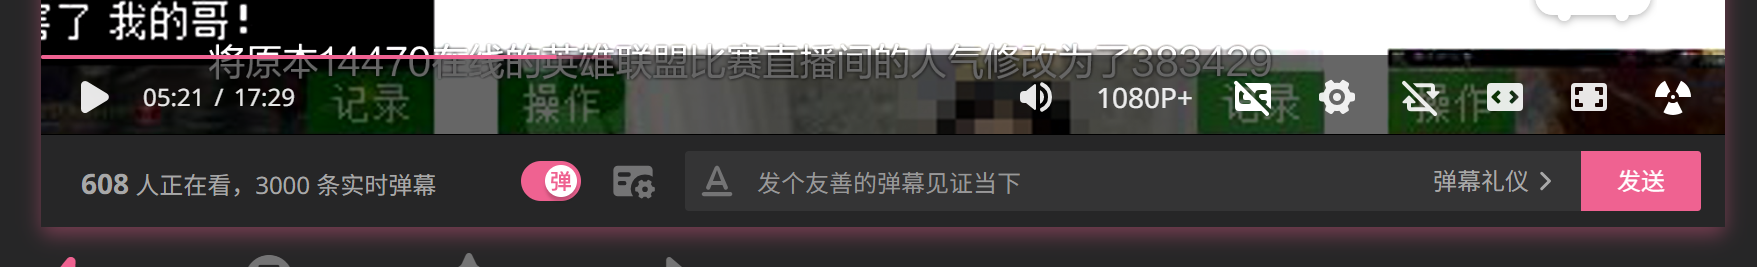 害了 我的哥!
将原本14470在线的英雄联盟比赛直播间的人气修改为了383429
记录 操作 记录 操作
05:21 / 17:29 1080P+
608 人正在看，3000 条实时弹幕 弹 发个友善的弹幕见证当下 弹幕礼仪 发送